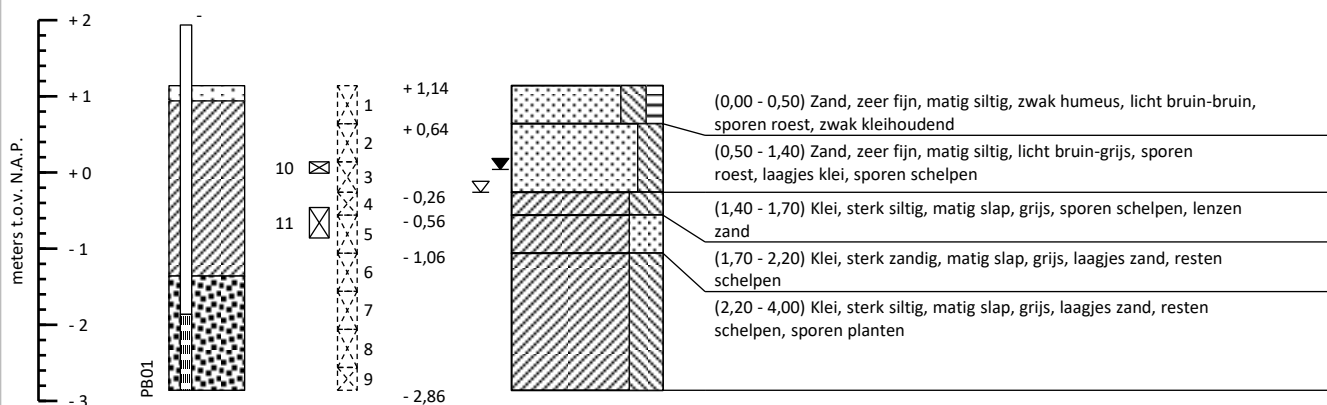 meters t.o.v. N.A.P.
+ 2
+ 1
+ 0
- 1
- 2
- 3
-
PB01
10
11
1
2
3
4
5
6
7
8
9
+ 1,14
+ 0,64
- 0,26
- 0,56
- 1,06
- 2,86
(0,00 - 0,50) Zand, zeer fijn, matig siltig, zwak humeus, licht bruin-bruin,
sporen roest, zwak kleihoudend
(0,50 - 1,40) Zand, zeer fijn, matig siltig, licht bruin-grijs, sporen
roest, laagjes klei, sporen schelpen
(1,40 - 1,70) Klei, sterk siltig, matig slap, grijs, sporen schelpen, lenzen
zand
(1,70 - 2,20) Klei, sterk zandig, matig slap, grijs, laagjes zand, resten
schelpen
(2,20 - 4,00) Klei, sterk siltig, matig slap, grijs, laagjes zand, resten
schelpen, sporen planten